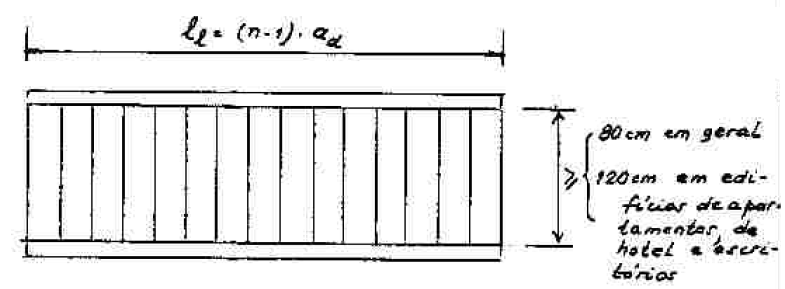 lℓ = (n-1) . ad
≥ { 80cm em geral
120cm em edi-
fícios de apar-
tamentos, de
hotel e escri-
tórios